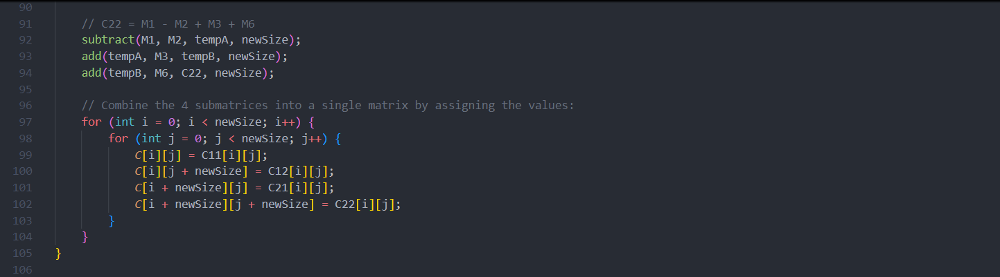 90
91 // C22 = M1 - M2 + M3 + M6
92 subtract(M1, M2, tempA, newSize);
93 add(tempA, M3, tempB, newSize);
94 add(tempB, M6, C22, newSize);
95
96 // Combine the 4 submatrices into a single matrix by assigning the values:
97 for (int i = 0; i < newSize; i++) {
98 for (int j = 0; j < newSize; j++) {
99 C[i][j] = C11[i][j];
100 C[i][j + newSize] = C12[i][j];
101 C[i + newSize][j] = C21[i][j];
102 C[i + newSize][j + newSize] = C22[i][j];
103 }
104 }
105 }
106